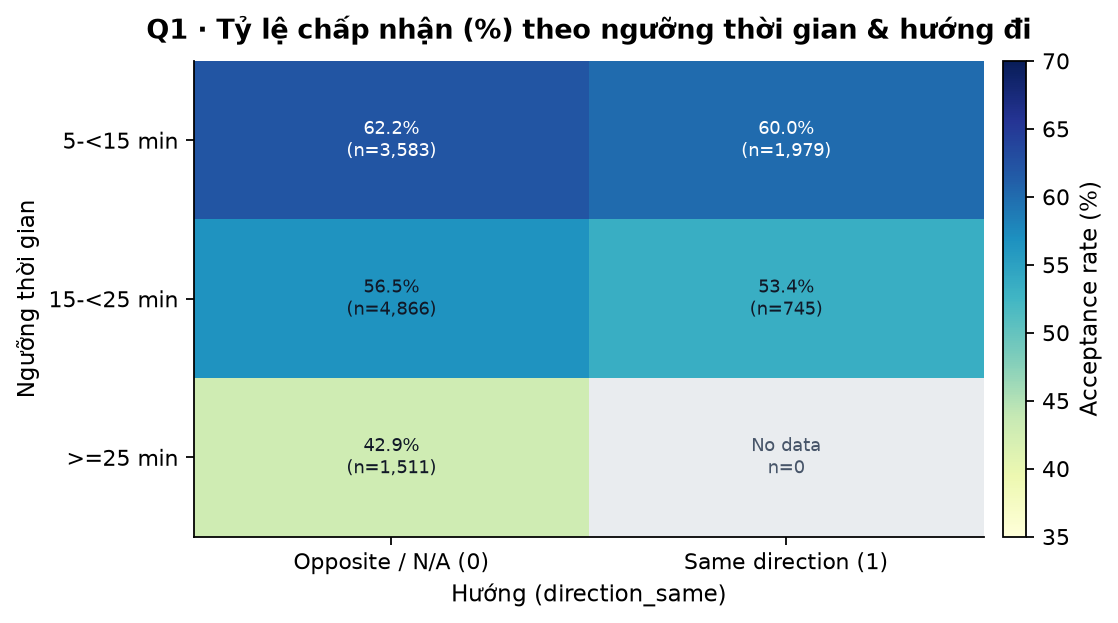 Q1 · Tỷ lệ chấp nhận (%) theo ngưỡng thời gian & hướng đi
Ngưỡng thời gian
5-<15 min
62.2%
(n=3,583)
60.0%
(n=1,979)
15-<25 min
56.5%
(n=4,866)
53.4%
(n=745)
>=25 min
42.9%
(n=1,511)
No data
n=0
Opposite / N/A (0)
Same direction (1)
Hướng (direction_same)
70
65
60
55
50
45
40
35
Acceptance rate (%)